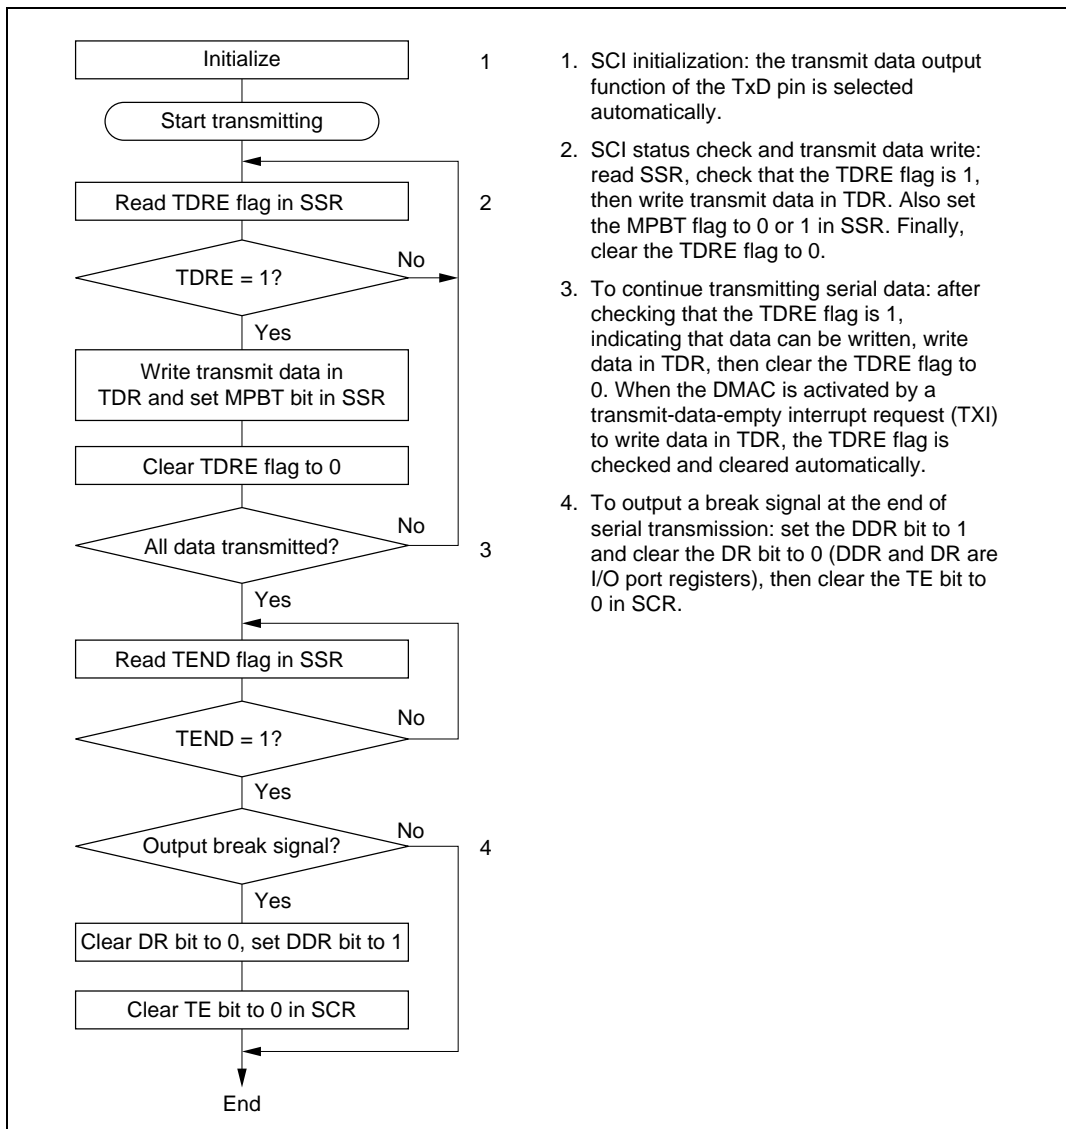 Initialize
1
Start transmitting
Read TDRE flag in SSR
2
TDRE = 1?
No
Yes
Write transmit data in
TDR and set MPBT bit in SSR
Clear TDRE flag to 0
All data transmitted?
No
3
Yes
Read TEND flag in SSR
TEND = 1?
No
Yes
Output break signal?
No
4
Yes
Clear DR bit to 0, set DDR bit to 1
Clear TE bit to 0 in SCR
End
1. SCI initialization: the transmit data output
function of the TxD pin is selected
automatically.
2. SCI status check and transmit data write:
read SSR, check that the TDRE flag is 1,
then write transmit data in TDR. Also set
the MPBT flag to 0 or 1 in SSR. Finally,
clear the TDRE flag to 0.
3. To continue transmitting serial data: after
checking that the TDRE flag is 1,
indicating that data can be written, write
data in TDR, then clear the TDRE flag to
0. When the DMAC is activated by a
transmit-data-empty interrupt request (TXI)
to write data in TDR, the TDRE flag is
checked and cleared automatically.
4. To output a break signal at the end of
serial transmission: set the DDR bit to 1
and clear the DR bit to 0 (DDR and DR are
I/O port registers), then clear the TE bit to
0 in SCR.